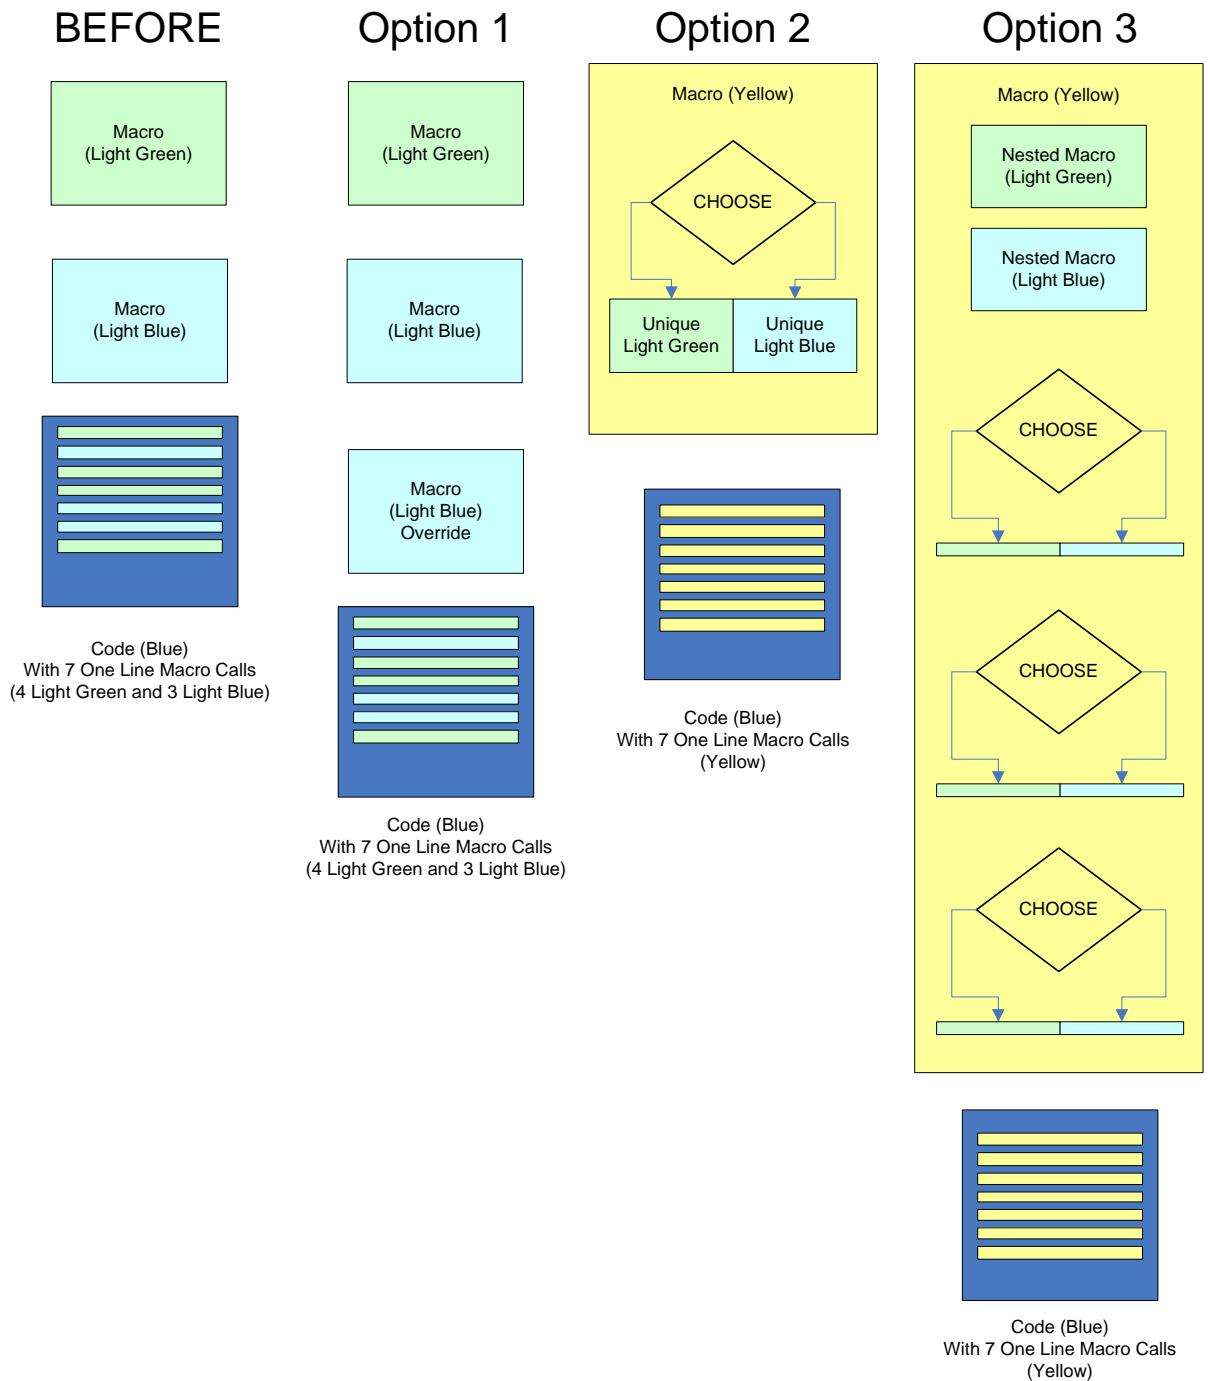 BEFORE
Macro
(Light Green)
Macro
(Light Blue)
Code (Blue)
With 7 One Line Macro Calls
(4 Light Green and 3 Light Blue)
Option 1
Macro
(Light Green)
Macro
(Light Blue)
Macro
(Light Blue)
Override
Code (Blue)
With 7 One Line Macro Calls
(4 Light Green and 3 Light Blue)
Option 2
Macro (Yellow)
CHOOSE
Unique
Light Green
Unique
Light Blue
Code (Blue)
With 7 One Line Macro Calls
(Yellow)
Option 3
Macro (Yellow)
Nested Macro
(Light Green)
Nested Macro
(Light Blue)
CHOOSE
CHOOSE
CHOOSE
Code (Blue)
With 7 One Line Macro Calls
(Yellow)